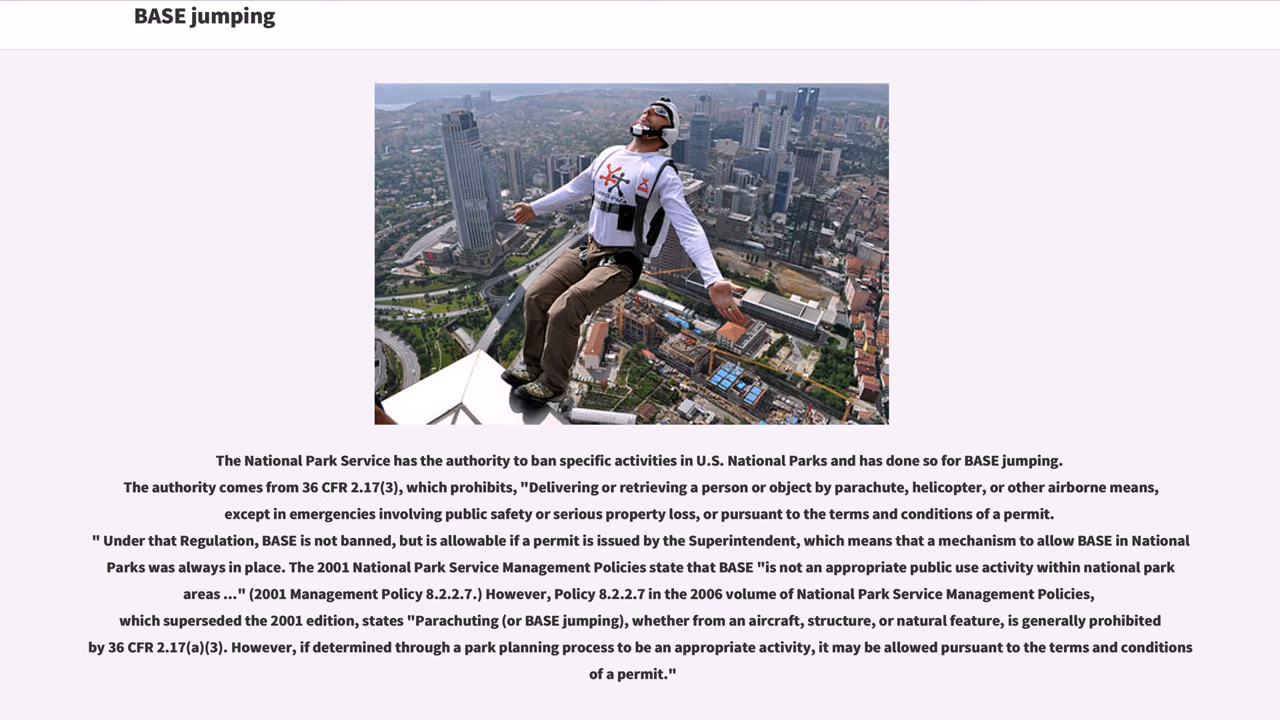 BASE jumping
The National Park Service has the authority to ban specific activities in U.S. National Parks and has done so for BASE jumping.
The authority comes from 36 CFR 2.17(3), which prohibits, "Delivering or retrieving a person or object by parachute, helicopter, or other airborne means,
except in emergencies involving public safety or serious property loss, or pursuant to the terms and conditions of a permit.
" Under that Regulation, BASE is not banned, but is allowable if a permit is issued by the Superintendent, which means that a mechanism to allow BASE in National
Parks was always in place. The 2001 National Park Service Management Policies state that BASE "is not an appropriate public use activity within national park
areas ..." (2001 Management Policy 8.2.2.7.) However, Policy 8.2.2.7 in the 2006 volume of National Park Service Management Policies,
which superseded the 2001 edition, states "Parachuting (or BASE jumping), whether from an aircraft, structure, or natural feature, is generally prohibited
by 36 CFR 2.17(a)(3). However, if determined through a park planning process to be an appropriate activity, it may be allowed pursuant to the terms and conditions
of a permit."